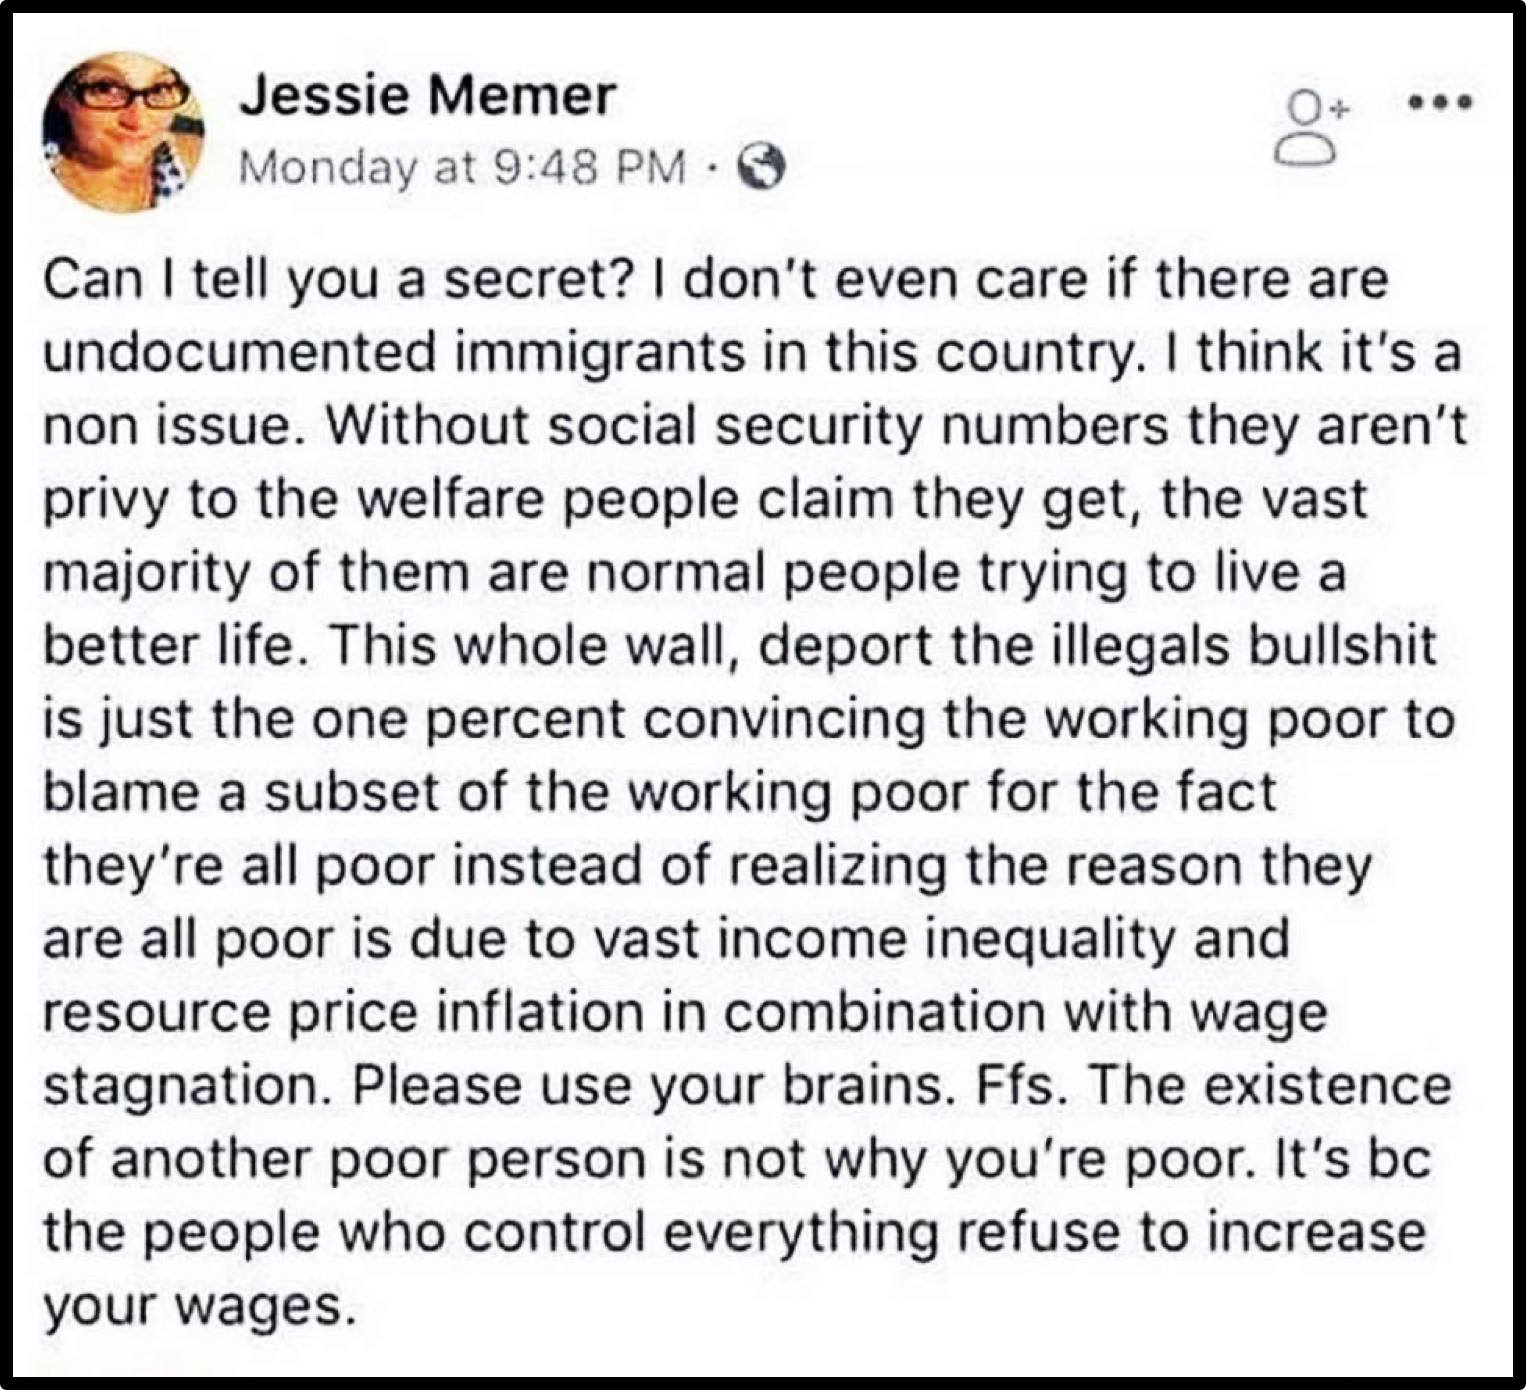 Jessie Memer
Monday at 9:48 PM ·
Can I tell you a secret? I don't even care if there are
undocumented immigrants in this country. I think it's a
non issue. Without social security numbers they aren't
privy to the welfare people claim they get, the vast
majority of them are normal people trying to live a
better life. This whole wall, deport the illegals bullshit
is just the one percent convincing the working poor to
blame a subset of the working poor for the fact
they're all poor instead of realizing the reason they
are all poor is due to vast income inequality and
resource price inflation in combination with wage
stagnation. Please use your brains. Ffs. The existence
of another poor person is not why you're poor. It's bc
the people who control everything refuse to increase
your wages.